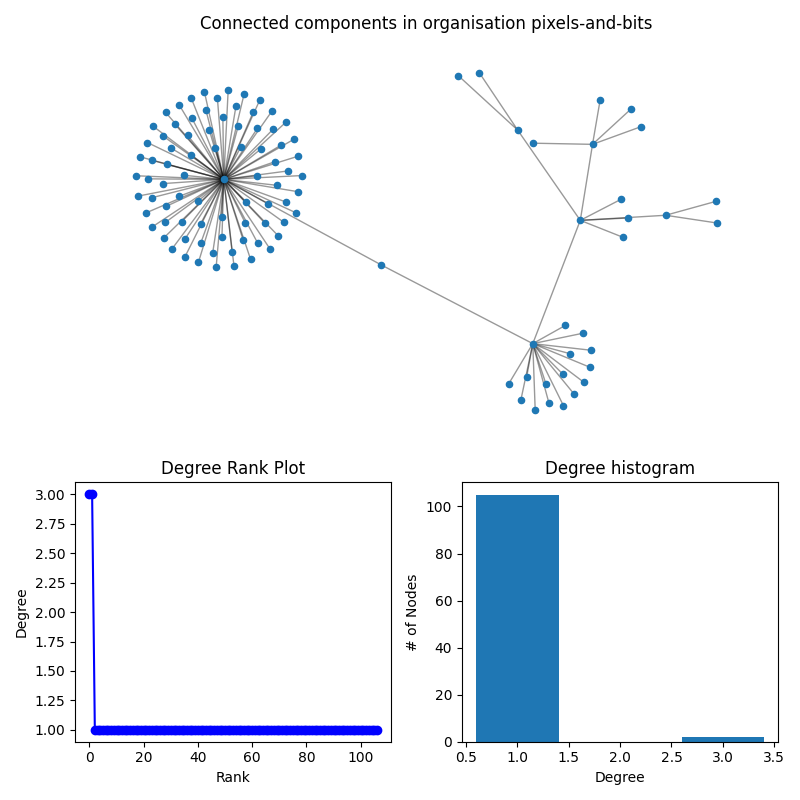 Connected components in organisation pixels-and-bits
Degree Rank Plot
3.00
2.75
2.50
2.25
2.00
1.75
1.50
1.25
1.00
Degree
0 20 40 60 80 100
Rank
Degree histogram
100
80
60
40
20
0
# of Nodes
0.5 1.0 1.5 2.0 2.5 3.0 3.5
Degree